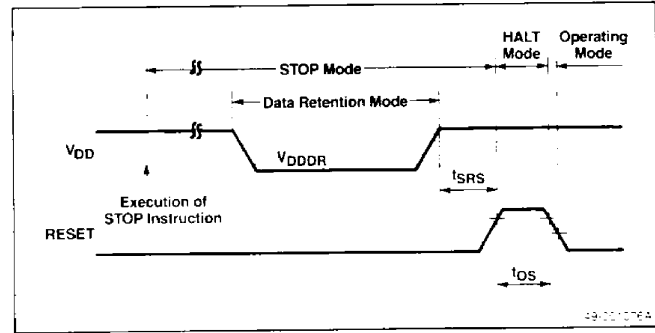 HALT Mode
Operating Mode
STOP Mode
Data Retention Mode
VDD
VDDDR
tSRS
Execution of
STOP Instruction
RESET
tOS